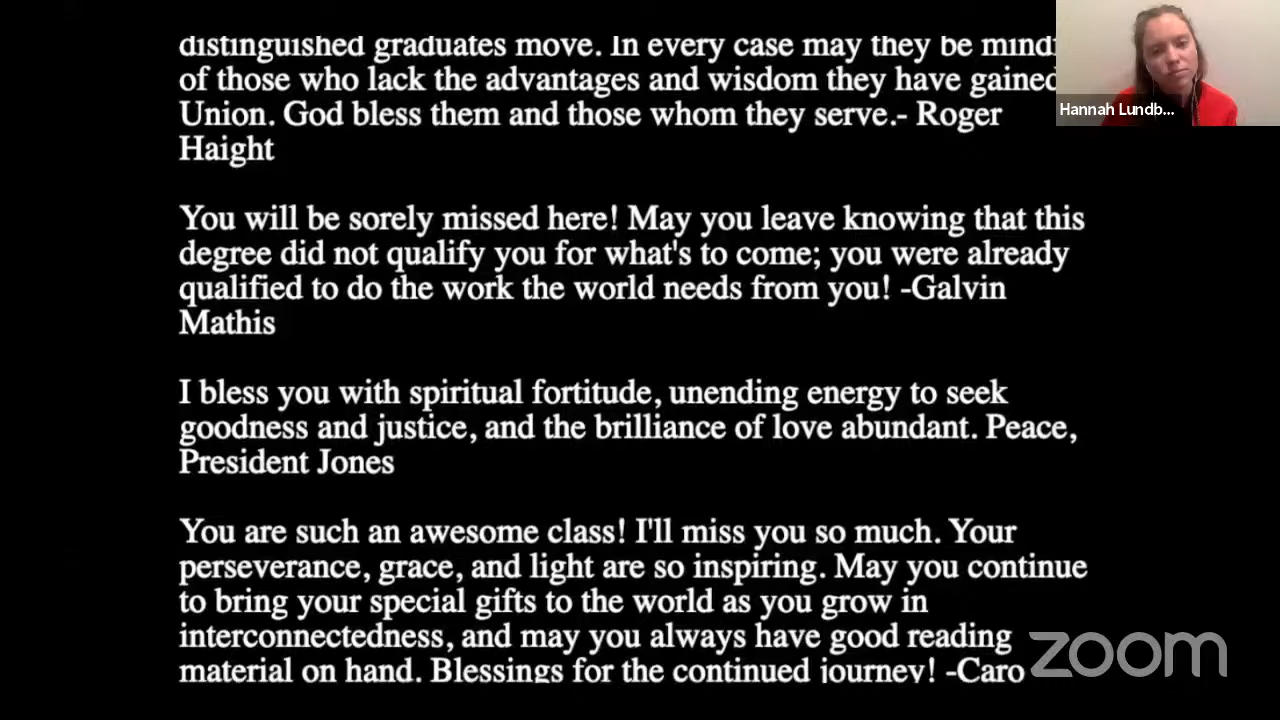 distinguished graduates move. In every case may they be mindf
of those who lack the advantages and wisdom they have gained
Union. God bless them and those whom they serve.- Roger
Haight
You will be sorely missed here! May you leave knowing that this
degree did not qualify you for what's to come; you were already
qualified to do the work the world needs from you! -Galvin
Mathis
I bless you with spiritual fortitude, unending energy to seek
goodness and justice, and the brilliance of love abundant. Peace,
President Jones
You are such an awesome class! I'll miss you so much. Your
perseverance, grace, and light are so inspiring. May you continue
to bring your special gifts to the world as you grow in
interconnectedness, and may you always have good reading
material on hand. Blessings for the continued journey! -Caro
Hannah Lundb...
zoom